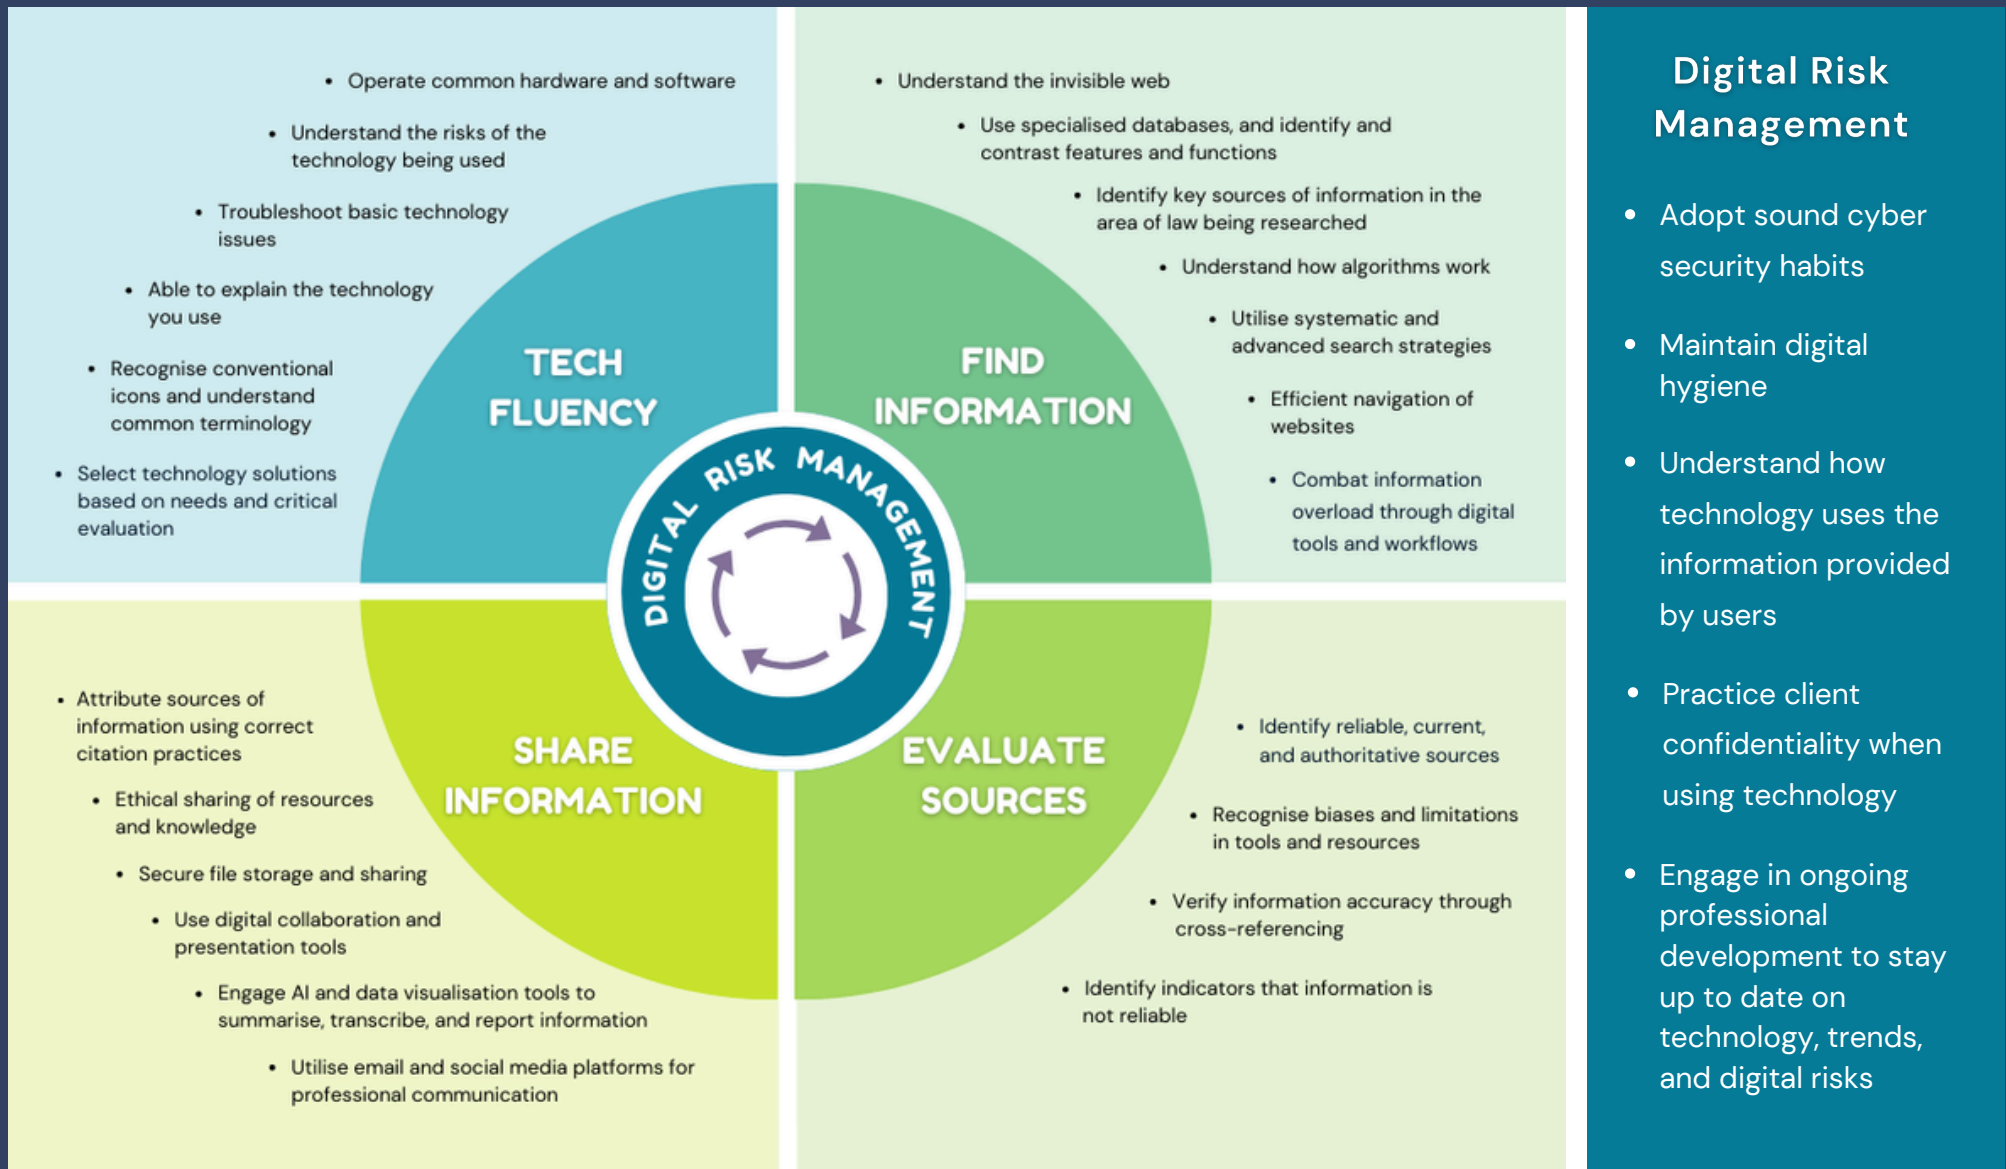 • Operate common hardware and software
• Understand the risks of the
technology being used
• Troubleshoot basic technology
issues
• Able to explain the technology
you use
• Recognise conventional
icons and understand
common terminology
• Select technology solutions
based on needs and critical
evaluation
TECH
FLUENCY
• Understand the invisible web
• Use specialised databases, and identify and
contrast features and functions
• Identify key sources of information in the
area of law being researched
• Understand how algorithms work
• Utilise systematic and
advanced search strategies
• Efficient navigation of
websites
• Combat information
overload through digital
tools and workflows
FIND
INFORMATION
DIGITAL RISK MANAGEMENT
• Attribute sources of
information using correct
citation practices
• Ethical sharing of resources
and knowledge
• Secure file storage and sharing
• Use digital collaboration and
presentation tools
• Engage AI and data visualisation tools to
summarise, transcribe, and report information
• Utilise email and social media platforms for
professional communication
SHARE
INFORMATION
EVALUATE
SOURCES
• Identify reliable, current,
and authoritative sources
• Recognise biases and limitations
in tools and resources
• Verify information accuracy through
cross-referencing
• Identify indicators that information is
not reliable
Digital Risk
Management
• Adopt sound cyber
security habits
• Maintain digital
hygiene
• Understand how
technology uses the
information provided
by users
• Practice client
confidentiality when
using technology
• Engage in ongoing
professional
development to stay
up to date on
technology, trends,
and digital risks